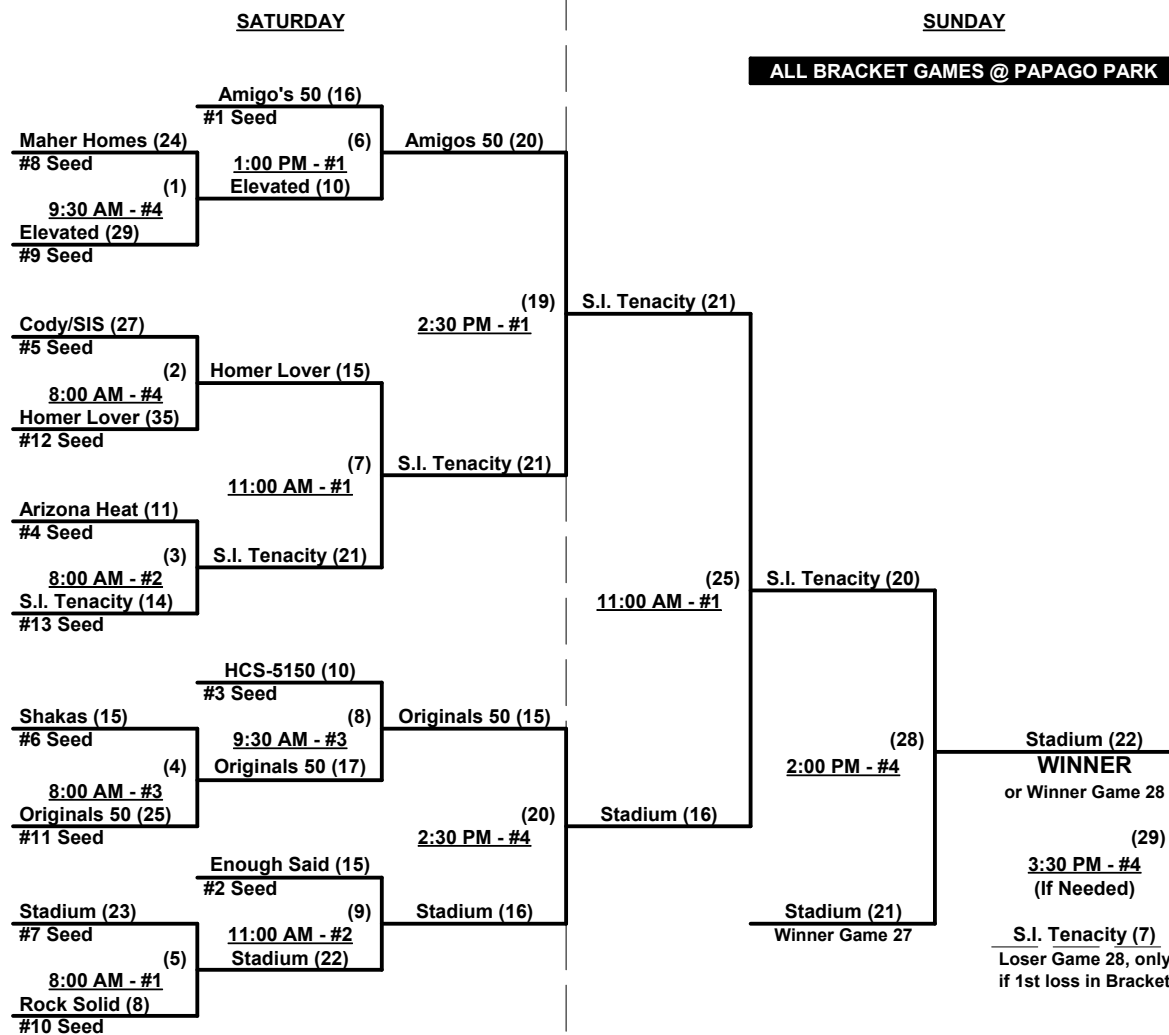 SATURDAY
SUNDAY
ALL BRACKET GAMES @ PAPAGO PARK
Amigo's 50 (16)
#1 Seed
Maher Homes (24)
#8 Seed
(6)
1:00 PM - #1
Amigos 50 (20)
(1)
9:30 AM - #4
Elevated (10)
Elevated (29)
#9 Seed
(19)
2:30 PM - #1
S.I. Tenacity (21)
Cody/SIS (27)
#5 Seed
(2)
8:00 AM - #4
Homer Lover (15)
Homer Lover (35)
#12 Seed
(7)
11:00 AM - #1
S.I. Tenacity (21)
Arizona Heat (11)
#4 Seed
(3)
8:00 AM - #2
S.I. Tenacity (21)
S.I. Tenacity (14)
#13 Seed
(25)
11:00 AM - #1
S.I. Tenacity (20)
HCS-5150 (10)
#3 Seed
Shakas (15)
#6 Seed
(8)
9:30 AM - #3
Originals 50 (15)
(4)
8:00 AM - #3
Originals 50 (17)
Originals 50 (25)
#11 Seed
(28)
2:00 PM - #4
Stadium (22)
WINNER
or Winner Game 28
(20)
2:30 PM - #4
Stadium (16)
(29)
3:30 PM - #4
(If Needed)
Enough Said (15)
#2 Seed
Stadium (23)
#7 Seed
(9)
11:00 AM - #2
Stadium (16)
Stadium (21)
Winner Game 27
(5)
8:00 AM - #1
Stadium (22)
Rock Solid (8)
#10 Seed
S.I. Tenacity (7)
Loser Game 28, only
if 1st loss in Bracket